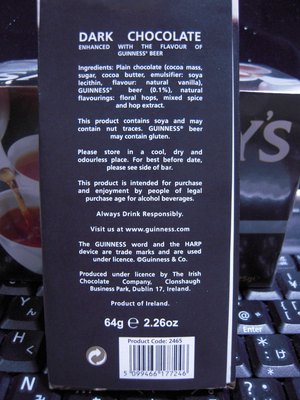 DARK CHOCOLATE
ENHANCED WITH THE FLAVOUR OF
GUINNESS® BEER
Ingredients: Plain chocolate (cocoa mass,
sugar, cocoa butter, emulsifier: soya
lecithin, flavour: natural vanilla),
GUINNESS® beer (0.1%), natural
flavourings: floral hops, mixed spice
and hop extract.
This product contains soya and may
contain nut traces. GUINNESS® beer
may contain gluten.
Please store in a cool, dry and
odourless place. For best before date,
please see side of bar.
This product is intended for purchase
and enjoyment by people of legal
purchase age for alcohol beverages.
Always Drink Responsibly.
Visit us at www.guinness.com
The GUINNESS word and the HARP
device are trade marks and are used
under licence. ©Guinness & Co.
Produced under licence by The Irish
Chocolate Company, Clonshaugh
Business Park, Dublin 17, Ireland.
Product of Ireland.
64g e 2.26oz
Product Code: 2465
5 099466 177246
Y'S